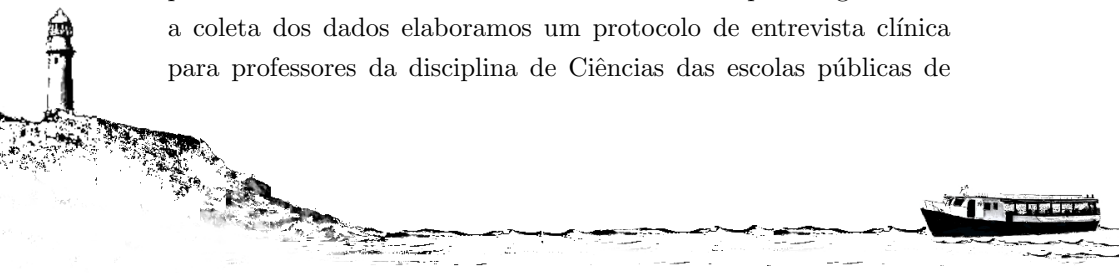 a coleta dos dados elaboramos um protocolo de entrevista clínica
para professores da disciplina de Ciências das escolas públicas de